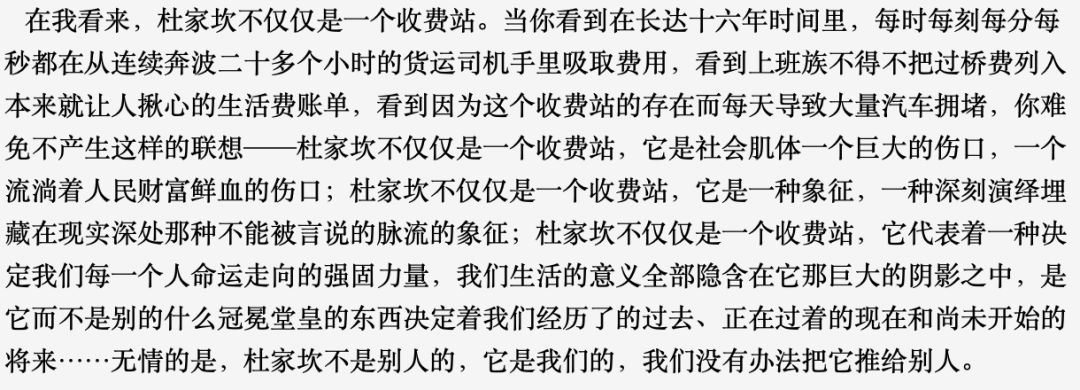 在我看来，杜家坎不仅仅是一个收费站。当你看到在长达十六年时间里，每时每刻每分每
秒都在从连续奔波二十多个小时的货运司机手里吸取费用，看到上班族不得不把过桥费列入
本来就让人揪心的生活费账单，看到因为这个收费站的存在而每天导致大量汽车拥堵，你难
免不产生这样的联想——杜家坎不仅仅是一个收费站，它是社会肌体一个巨大的伤口，一个
流淌着人民财富鲜血的伤口；杜家坎不仅仅是一个收费站，它是一种象征，一种深刻演绎埋
藏在现实深处那种不能被言说的脉流的象征；杜家坎不仅仅是一个收费站，它代表着一种决
定我们每一个人命运走向的强固力量，我们生活的意义全部隐含在它那巨大的阴影之中，是
它而不是别的什么冠冕堂皇的东西决定着我们经历了的过去、正在过着的现在和尚未开始的
将来……无情的是，杜家坎不是别人的，它是我们的，我们没有办法把它推给别人。